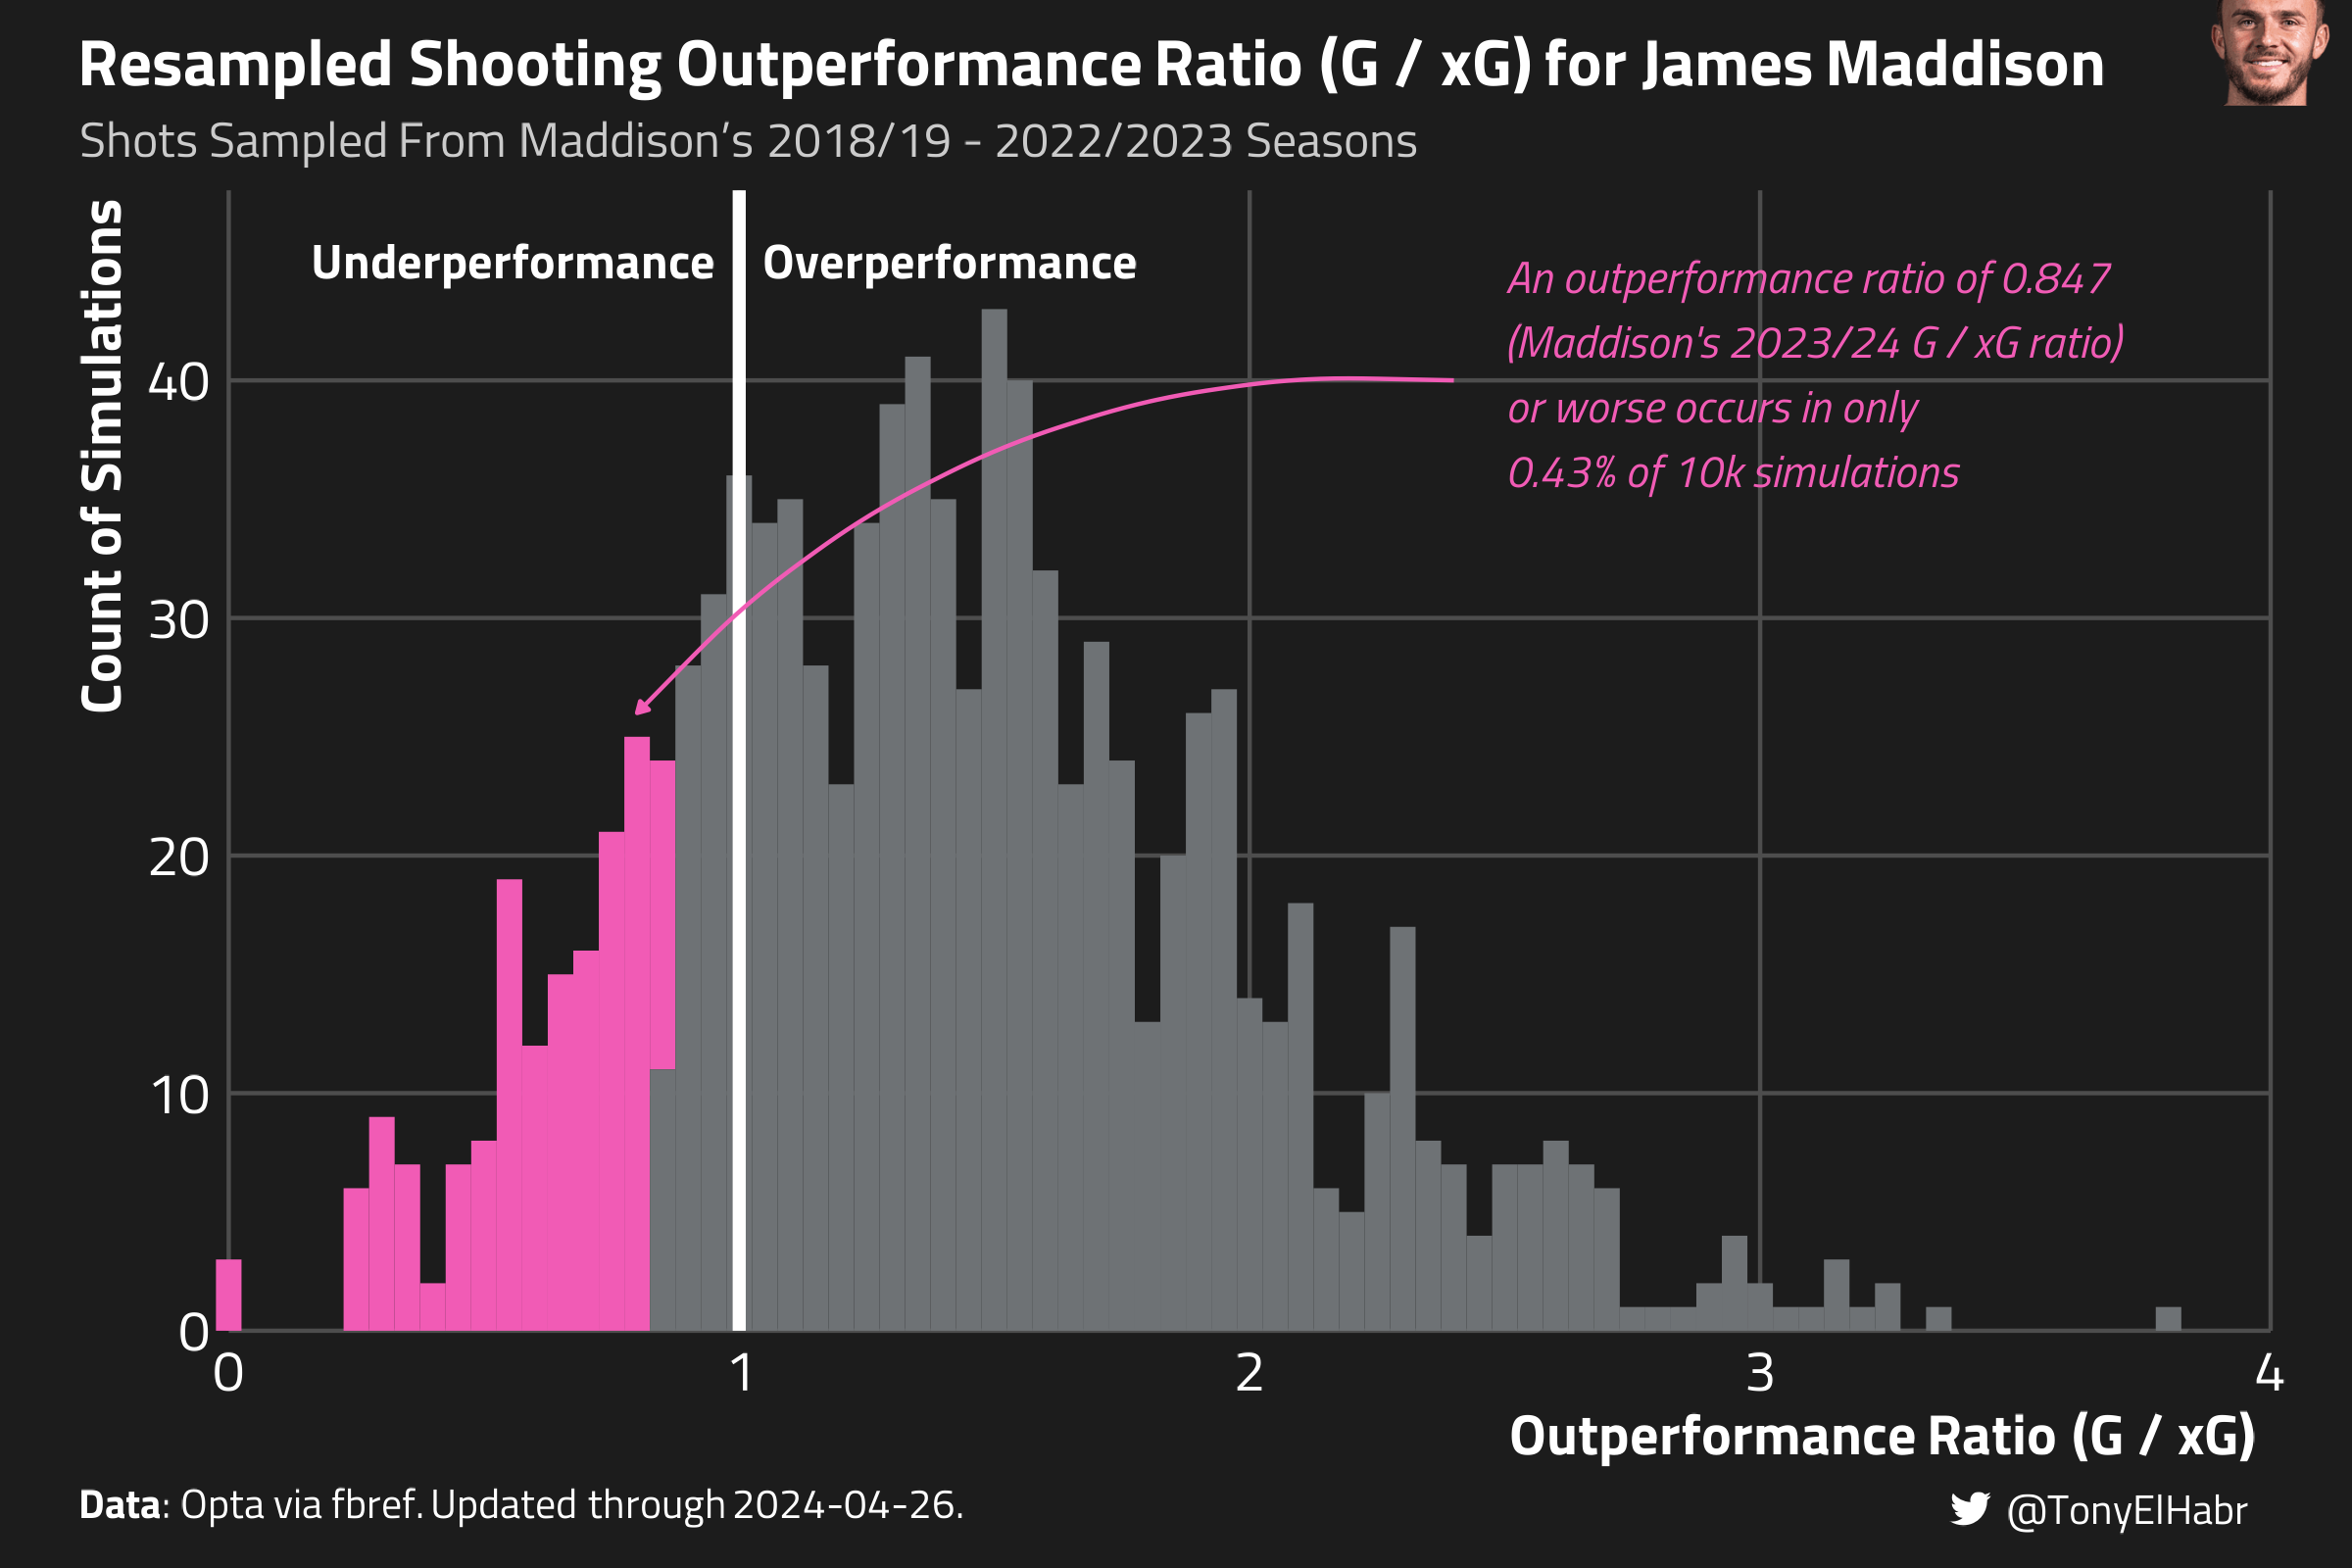 Resampled Shooting Outperformance Ratio (G / xG) for James Maddison
Shots Sampled From Maddison‘s 2018/19 - 2022/2023 Seasons
Count of Simulations
Underperformance
Overperformance
An outperformance ratio of 0.847
(Maddison's 2023/24 G / xG ratio)
or worse occurs in only
0.43% of 10k simulations
40
30
20
10
0
0 1 2 3 4
Outperformance Ratio (G / xG)
Data: Opta via fbref. Updated through 2024-04-26.
@TonyElHabr